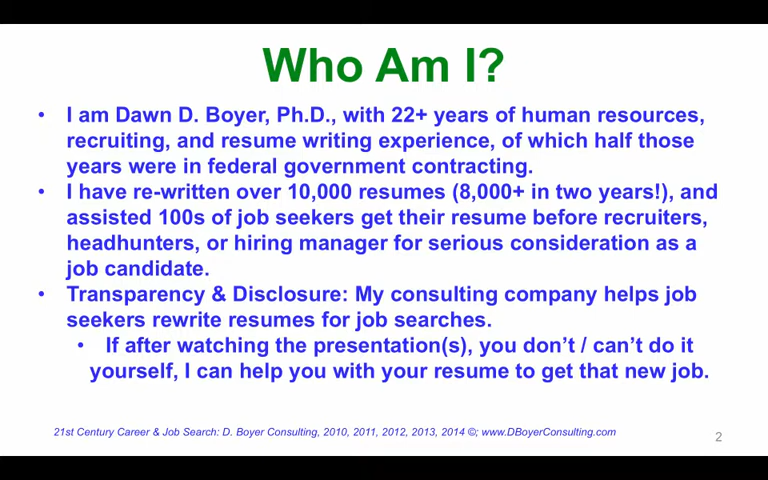 Who Am I?
• I am Dawn D. Boyer, Ph.D., with 22+ years of human resources,
recruiting, and resume writing experience, of which half those
years were in federal government contracting.
• I have re-written over 10,000 resumes (8,000+ in two years!), and
assisted 100s of job seekers get their resume before recruiters,
headhunters, or hiring manager for serious consideration as a
job candidate.
• Transparency & Disclosure: My consulting company helps job
seekers rewrite resumes for job searches.
• If after watching the presentation(s), you don't / can't do it
yourself, I can help you with your resume to get that new job.
21st Century Career & Job Search: D. Boyer Consulting, 2010, 2011, 2012, 2013, 2014 ©; www.DBoyerConsulting.com
2